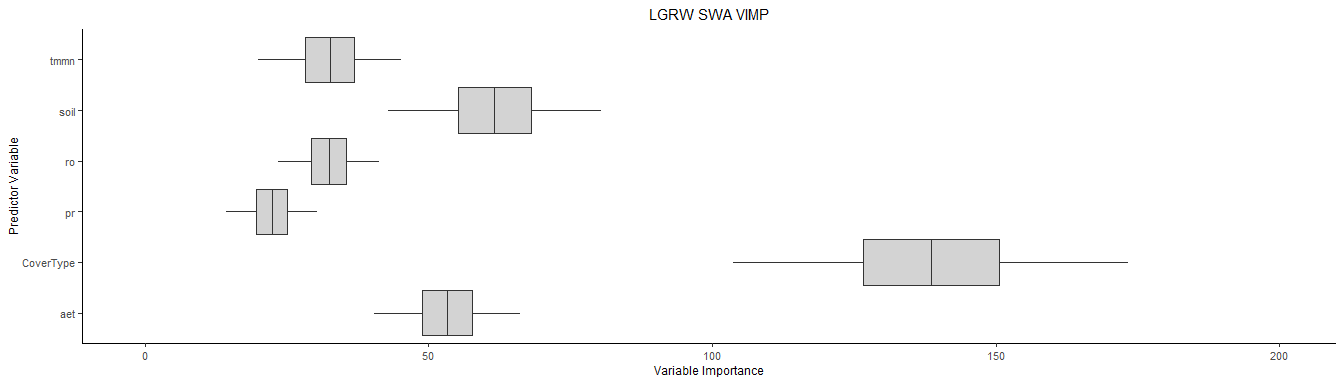 LGRW SWA VIMP
Predictor Variable
tmmn
soil
ro
pr
CoverType
aet
0 50 100 150 200
Variable Importance